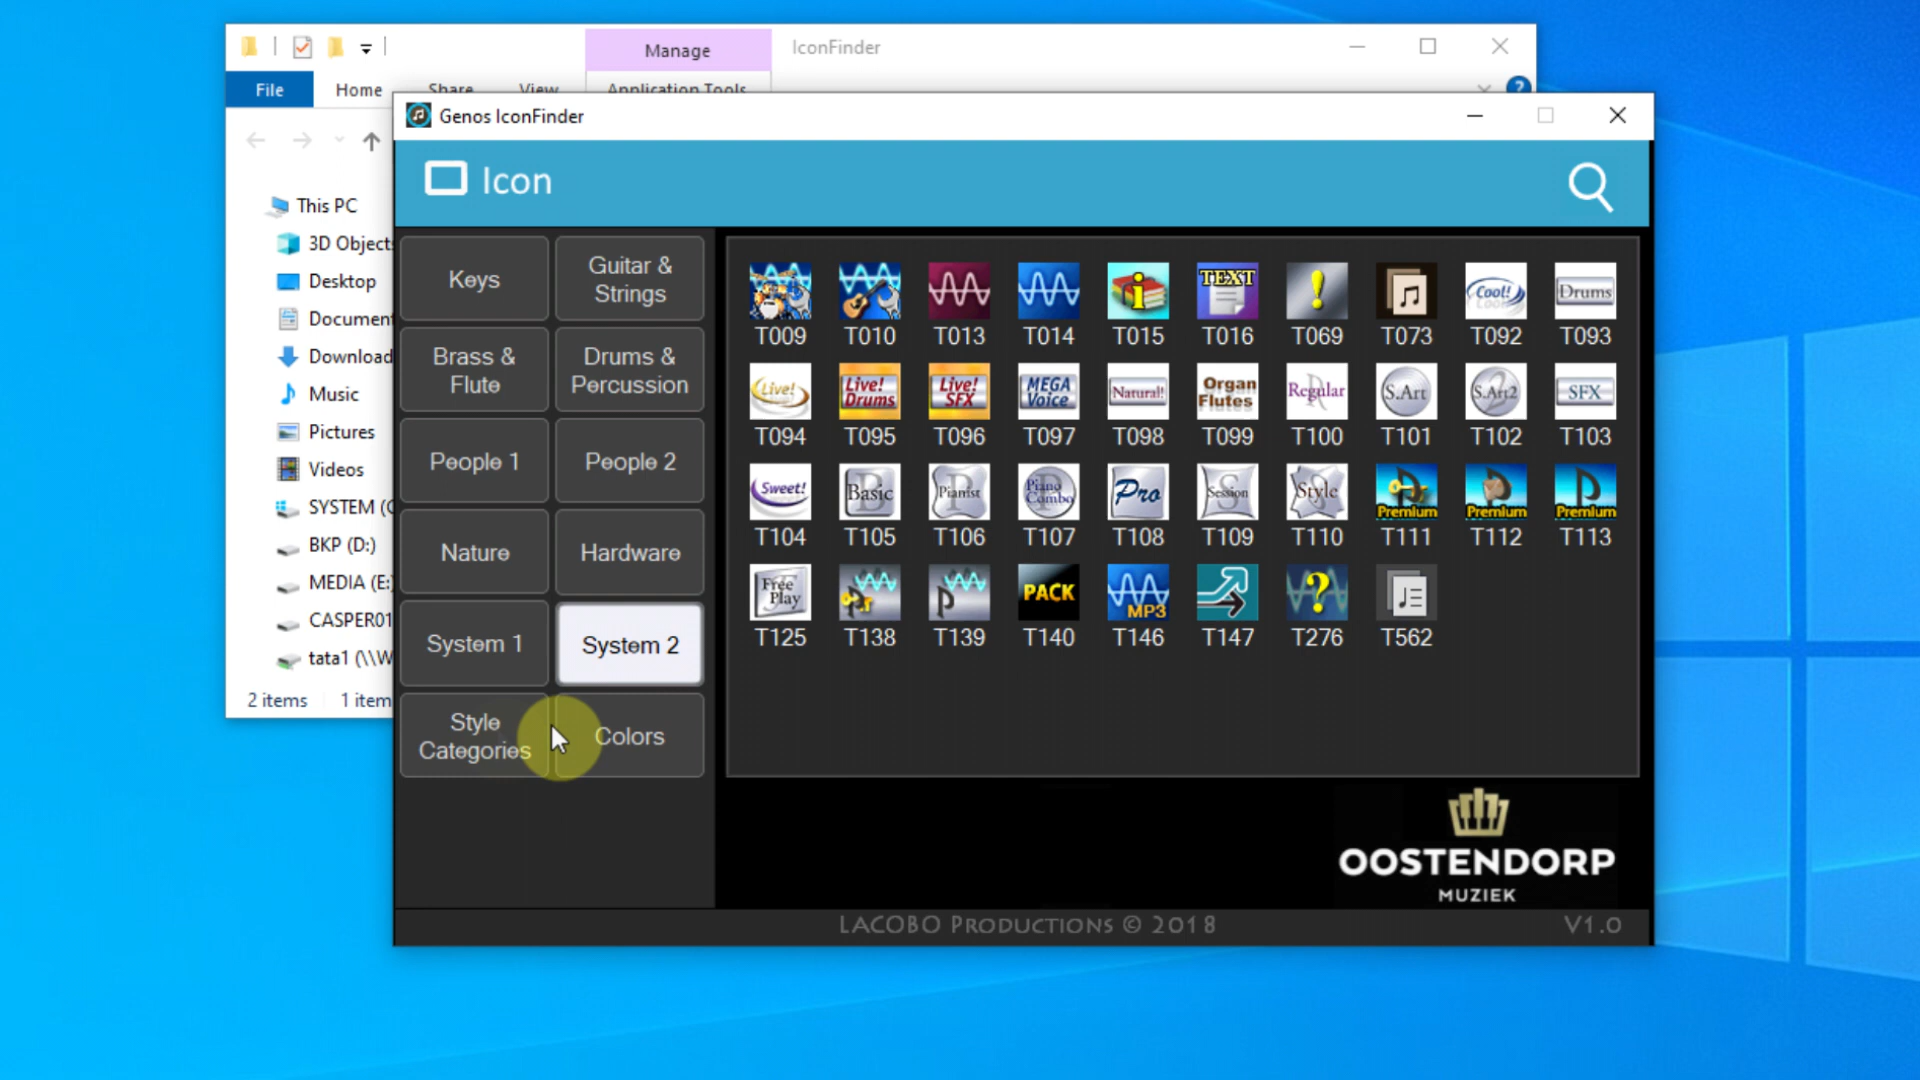 Manage
IconFinder
File
Home
Share
View
Application Tools
Genos IconFinder
Icon
This PC
3D Objects
Desktop
Document
Download
Music
Pictures
Videos
SYSTEM (C
BKP (D:)
MEDIA (E:)
CASPER01
tata1 (\\W
2 items
1 item
Keys
Guitar &
Strings
Brass &
Flute
Drums &
Percussion
People 1
People 2
Nature
Hardware
System 1
System 2
Style
Categories
Colors
TEXT
!
Cool!
Drums
T009 T010 T013 T014 T015 T016 T069 T073 T092 T093
Live!
Live! Drums
Live! SFX
MEGA Voice
Natural!
Organ Flutes
Regular
S.Art
S.Art2
SFX
T094 T095 T096 T097 T098 T099 T100 T101 T102 T103
Sweet!
Basic
Pianist
Piano Combo
Pro
Session
Style
Premium
Premium
Premium
T104 T105 T106 T107 T108 T109 T110 T111 T112 T113
Free Play
PACK
MP3
?
T125 T138 T139 T140 T146 T147 T276 T562
OOSTENDORP
MUZIEK
LACOBO PRODUCTIONS © 2018
V1.0